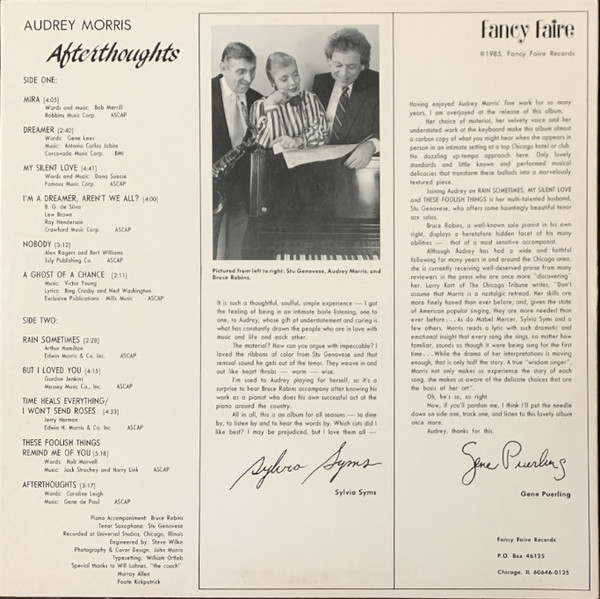 AUDREY MORRIS
Afterthoughts
SIDE ONE:
MIRA [4:05]
Words and music: Bob Merrill
Robbins Music Corp. ASCAP
DREAMER [2:40]
Words: Gene Lees
Music: Antonio Carlos Jobim
Corcovado Music Corp. BMI
MY SILENT LOVE [4:41]
Words and Music: Dana Suesse
Famous Music Corp. ASCAP
I'M A DREAMER, AREN'T WE ALL? [4:00]
B. G. de Silva
Lew Brown
Ray Henderson
Crawford Music Corp. ASCAP
NOBODY [3:12]
Alex Rogers and Bert Williams
July Publishing Co. ASCAP
A GHOST OF A CHANCE [2:11]
Music: Victor Young
Lyrics: Bing Crosby and Ned Washington
Exclusive Publications - Mills Music ASCAP
SIDE TWO:
RAIN SOMETIMES [2:28]
Arthur Hamilton
Edwin Morris & Co. Inc. ASCAP
BUT I LOVED YOU [4:15]
Gordon Jenkins
Massey Music Co., Inc. ASCAP
TIME HEALS EVERYTHING/
I WON'T SEND ROSES [4:33]
Jerry Herman
Edwin H. Morris & Co. Inc. ASCAP
THESE FOOLISH THINGS
REMIND ME OF YOU [5:18]
Words: Holt Marvell
Music: Jack Strachey and Harry Link ASCAP
AFTERTHOUGHTS [3:17]
Words: Caroline Leigh
Music: Gene de Paul ASCAP
Piano Accompaniment: Bruce Robins
Tenor Saxophone: Stu Genovese
Recorded at Universal Studios, Chicago, Illinois
Engineered by: Steve Wilke
Photography & Cover Design: John Morris
Typesetting: William Ortleb
Special thanks to Will Lahner, "the coach"
Murray Allen
Foote Kirkpatrick
Pictured from left to right: Stu Genovese, Audrey Morris, and
Bruce Robins.
It is such a thoughtful, soulful, simple experience — I got
the feeling of being in an intimate boite listening, one to
one, to Audrey, whose gift of understatement and caring is
what has constantly drawn the people who are in love with
music and life and each other.
The material? How can you argue with impeccable? I
loved the ribbons of color from Stu Genovese and that
sensual sound he gets out of the tenor. They weave in and
out like heart throbs — warm — wise.
I'm used to Audrey playing for herself, so it's a
surprise to hear Bruce Robins accomp after knowing his
work as a pianist who does his own successful act at the
piano around the country.
All in all, this is an album for all seasons — to dine
by, to listen by and to hear the words by. Which cuts did I
like best? I may be prejudiced, but I love them all —
Sylvia Syms
Sylvia Syms
Fancy Faire
©1985, Fancy Faire Records
Having enjoyed Audrey Morris' fine work for so many
years, I am overjoyed at the release of this album.
Her choice of material, her velvety voice and her
understated work at the keyboard make this album almost
a carbon copy of what you might hear when she appears in
person in an intimate setting at a top Chicago hotel or club.
No dazzling up-tempo approach here. Only lovely
standards and little known and performed musical
delicacies that transform these ballads into a marvelously
textured piece.
Joining Audrey on RAIN SOMETIMES, MY SILENT LOVE
and THESE FOOLISH THINGS is her multi-talented husband,
Stu Genovese, who offers some hauntingly beautiful tenor
sax solos.
Bruce Robins, a well-known solo pianist in his own
right, displays a heretofore hidden facet of his many
abilities — that of a most sensitive accompanist.
Although Audrey has had a wide and faithful
following for many years in and around the Chicago area,
she is currently receiving well-deserved praise from many
reviewers in the press who are once more "discovering"
her. Larry Kart of The Chicago Tribune writes, "Don't
assume that Morris is a nostalgic retread. Her skills are
more finely honed than ever before; and, given the state
of American popular singing, they are more needed than
ever before...As do Mabel Mercer, Sylvia Syms and a
few others, Morris reads a lyric with such dramatic and
emotional insight that every song she sings, no matter how
familiar, sounds as though it were being sung for the first
time...While the drama of her interpretations is moving
enough, that is only half the story. A true "wisdom singer",
Morris not only makes us experience the story of each
song, she makes us aware of the delicate choices that are
the basis of her art".
Oh, he's so, so right
Now, if you'll pardon me, I think I'll put the needle
down on side one, track one, and listen to this lovely album
once more.
Audrey, thanks for this.
Gene Puerling
Gene Puerling
Fancy Faire Records
P.O. Box 46125
Chicago, IL 60646-0125